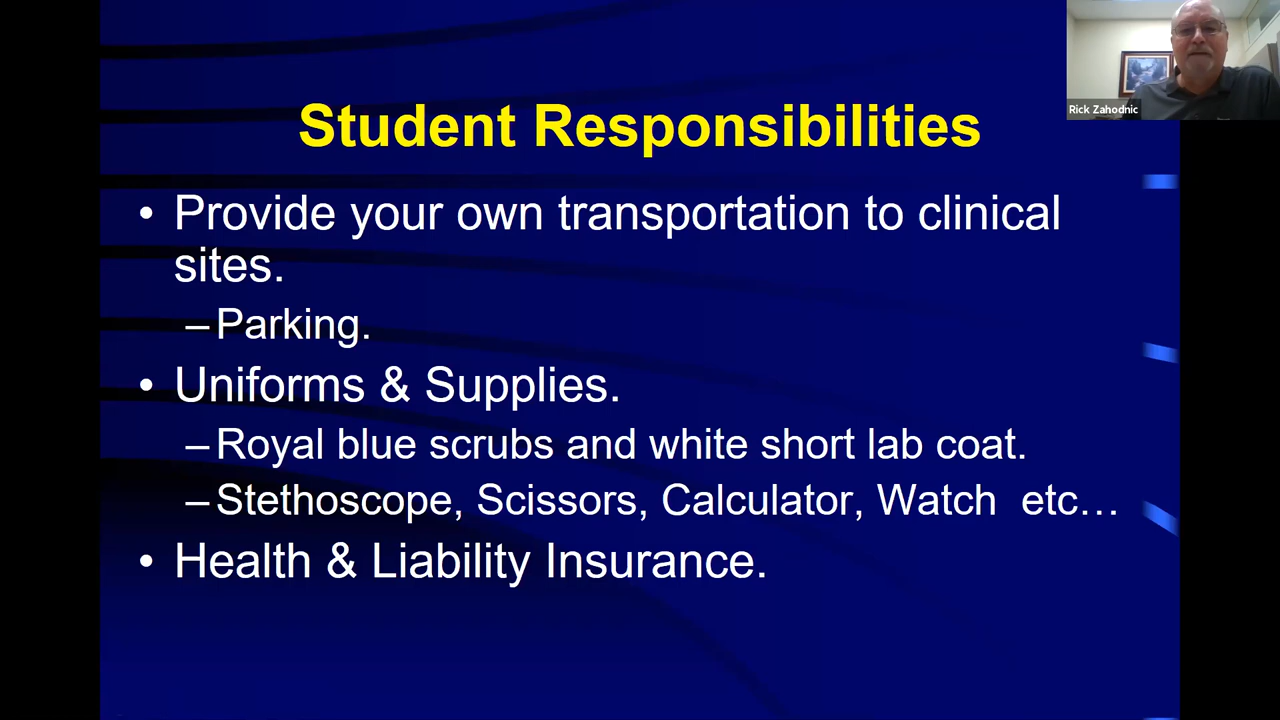 Student Responsibilities
Rick Zahodnic
• Provide your own transportation to clinical
sites.
–Parking.
• Uniforms & Supplies.
–Royal blue scrubs and white short lab coat.
–Stethoscope, Scissors, Calculator, Watch  etc…
• Health & Liability Insurance.